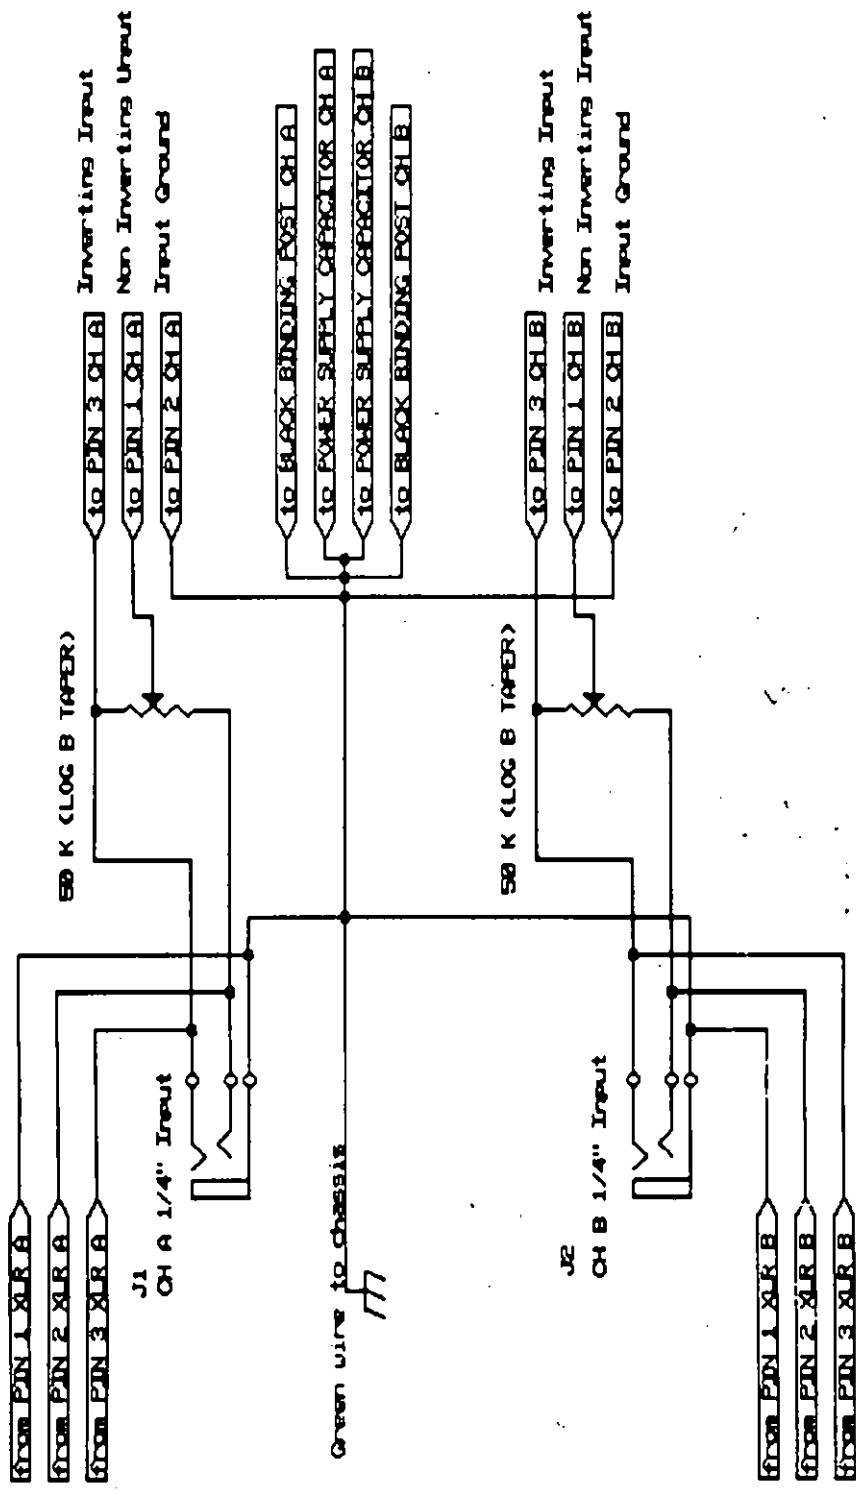 from PIN 1 XLR A
from PIN 2 XLR A
from PIN 3 XLR A
J1
CH A 1/4" Input
50 K (LOG B TAPER)
to PIN 3 CH A
Inverting Input
to PIN 1 CH A
Non Inverting Unput
to PIN 2 CH A
Input Ground
Green wire to chassis
to BLACK BINDING POST CH A
to POWER SUPPLY CAPACITOR CH A
to POWER SUPPLY CAPACITOR CH B
to BLACK BINDING POST CH B
J2
CH B 1/4" Input
50 K (LOG B TAPER)
to PIN 3 CH B
Inverting Input
to PIN 1 CH B
Non Inverting Input
to PIN 2 CH B
Input Ground
from PIN 1 XLR B
from PIN 2 XLR B
from PIN 3 XLR B